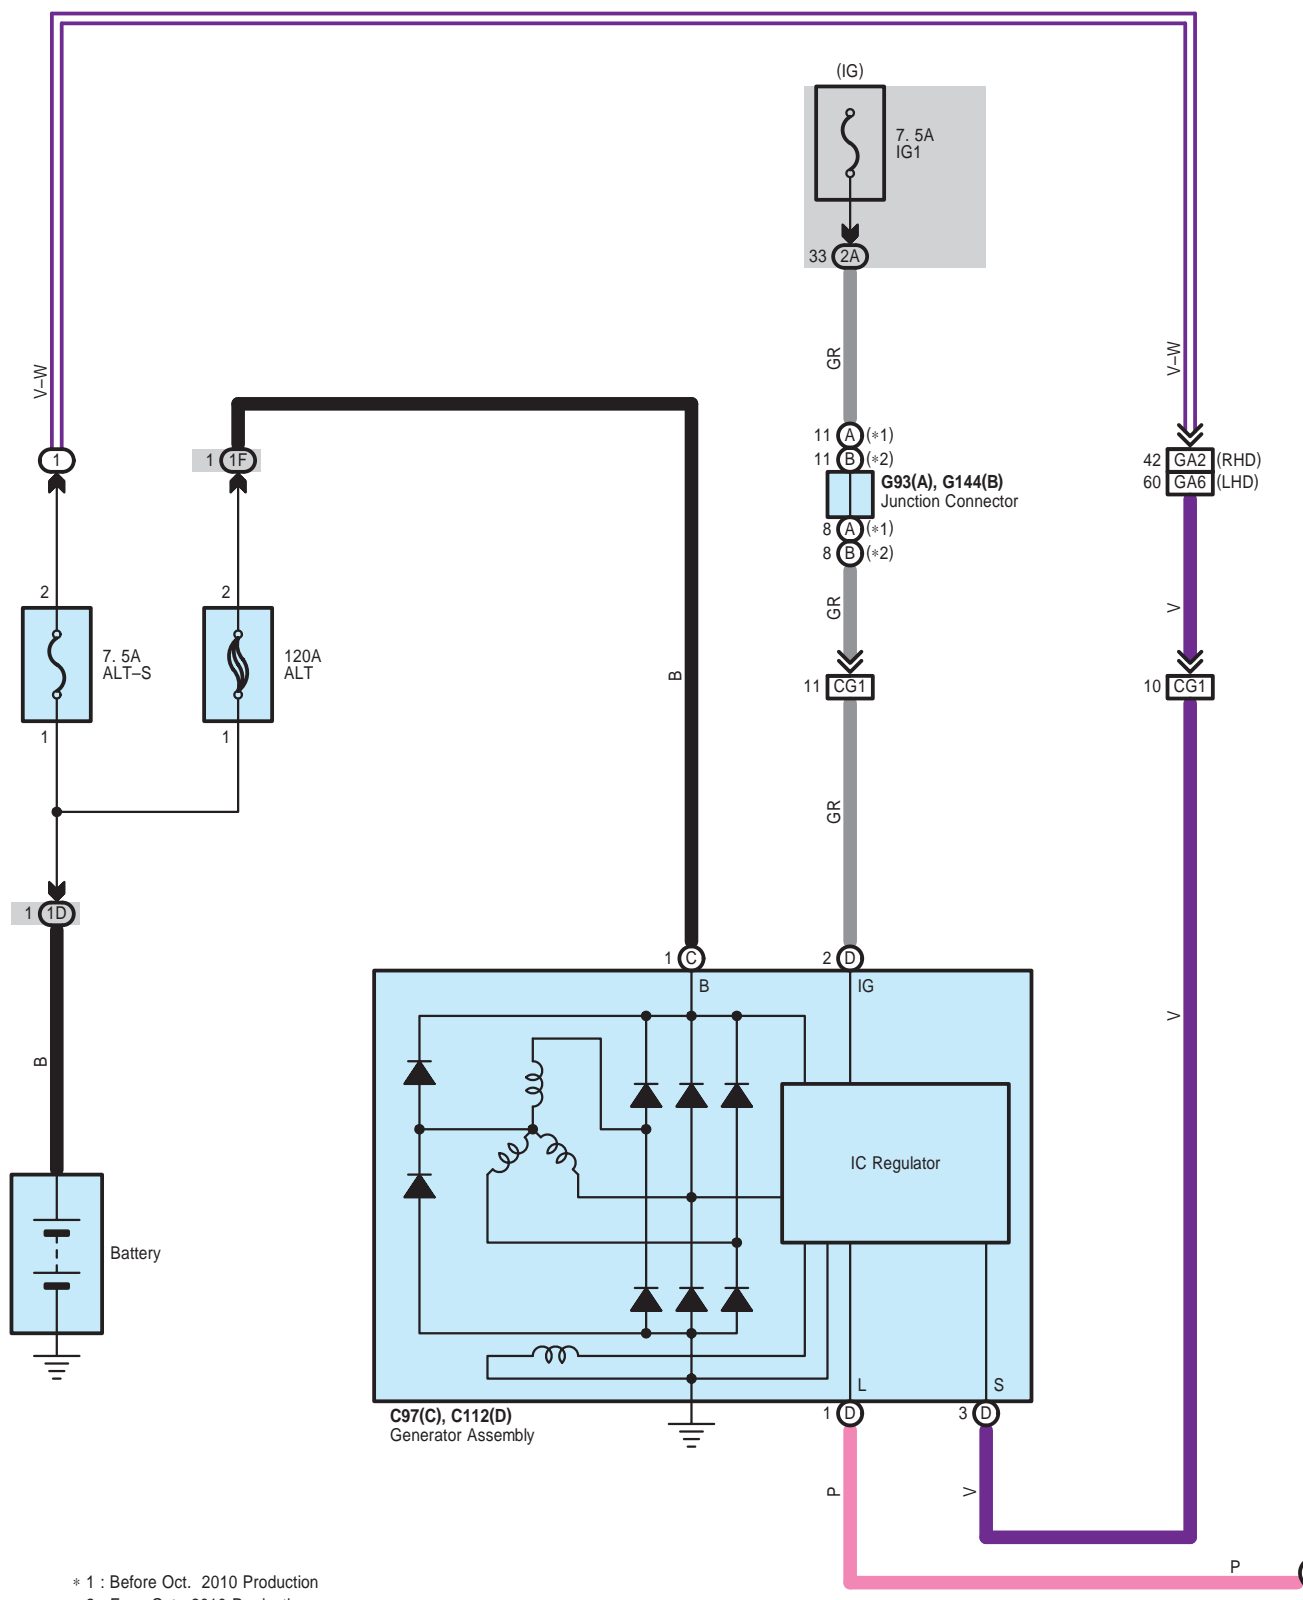 (IG)
7. 5A
IG1
33 2A
GR
V–W
V–W
1
1 1F
11 A (∗1)
11 B (∗2)
G93(A), G144(B)
Junction Connector
8 A (∗1)
8 B (∗2)
42 GA2 (RHD)
60 GA6 (LHD)
2
2
7. 5A
ALT–S
120A
ALT
1
1
GR
V
B
11 CG1
10 CG1
GR
1 1D
1 C
2 D
B
IG
V
B
IC Regulator
Battery
L
S
C97(C), C112(D)
Generator Assembly
1 D
3 D
P
V
P
∗ 1 : Before Oct. 2010 Production